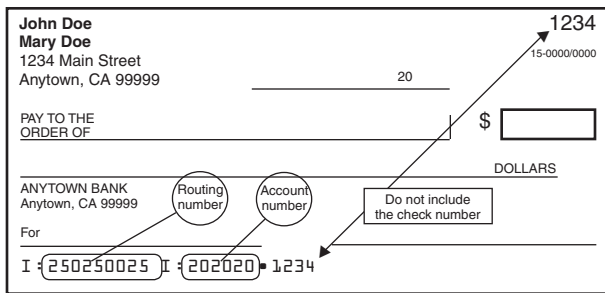 John Doe 1234
Mary Doe
1234 Main Street 15-0000/0000
Anytown, CA 99999
20
PAY TO THE
ORDER OF $
DOLLARS
ANYTOWN BANK
Anytown, CA 99999
Routing
number
Account
number
Do not include
the check number
For
I:250250025I:202020•1234